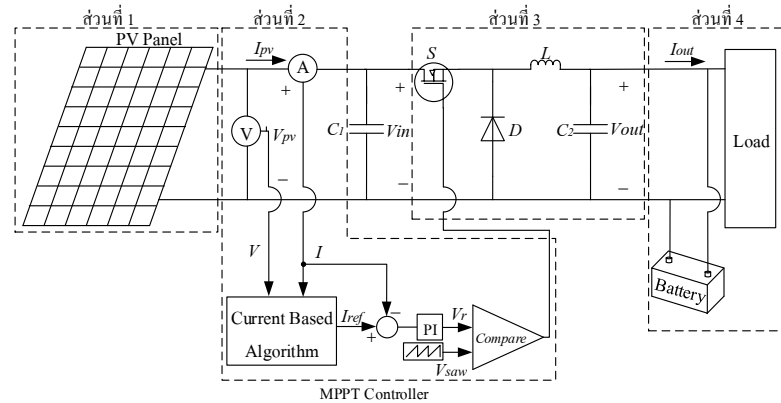 ส่วนที่ 1
ส่วนที่ 2
ส่วนที่ 3
ส่วนที่ 4
PV Panel
Ipv
A
+
V
Vpv
−
C1
Vin
+
−
S
D
L
C2
Vout
+
−
Iout
Load
Battery
V
I
Current Based
Algorithm
Iref
+
−
PI
Vr
Vsaw
Compare
MPPT Controller